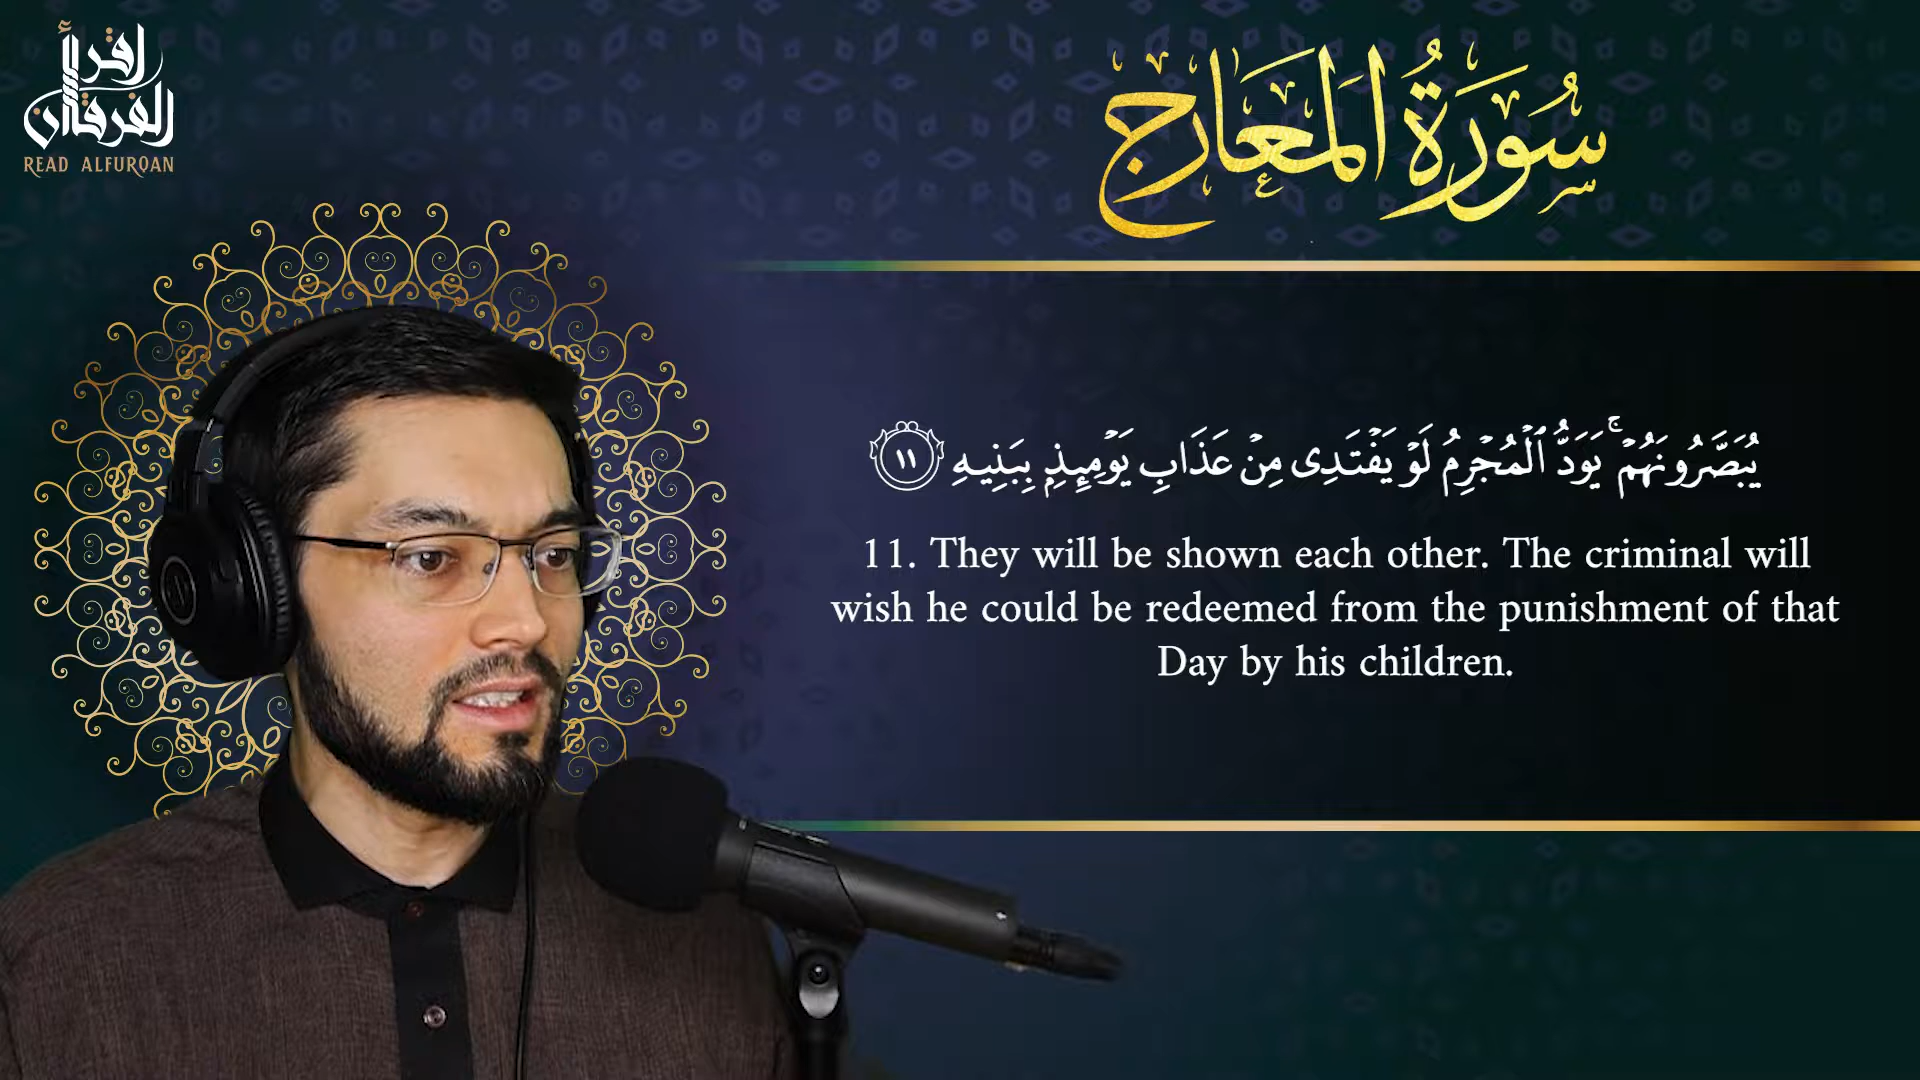 اقرأ
الفرقان
READ ALFURQAN
سُورَةُ المَعَارِج
يُبَصَّرُونَهُمۡۚ يَوَدُّ ٱلۡمُجۡرِمُ لَوۡ يَفۡتَدِى مِنۡ عَذَابِ يَوۡمِئِذِۭ بِبَنِيهِ ١١
11. They will be shown each other. The criminal will
wish he could be redeemed from the punishment of that
Day by his children.